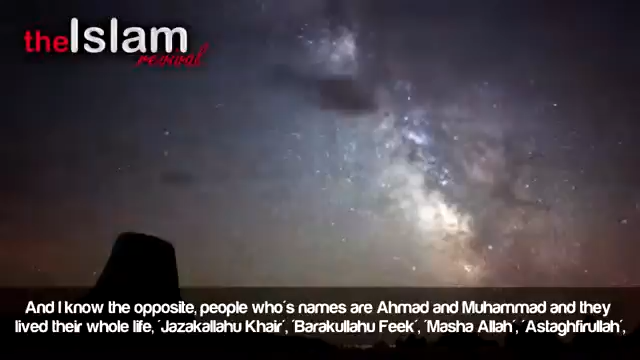 theIslam
revival
And I know the opposite, people who's names are Ahmad and Muhammad and they
lived their whole life, 'Jazakallahu Khair', 'Barakullahu Feek', 'Masha Allah', 'Astaghfirullah',